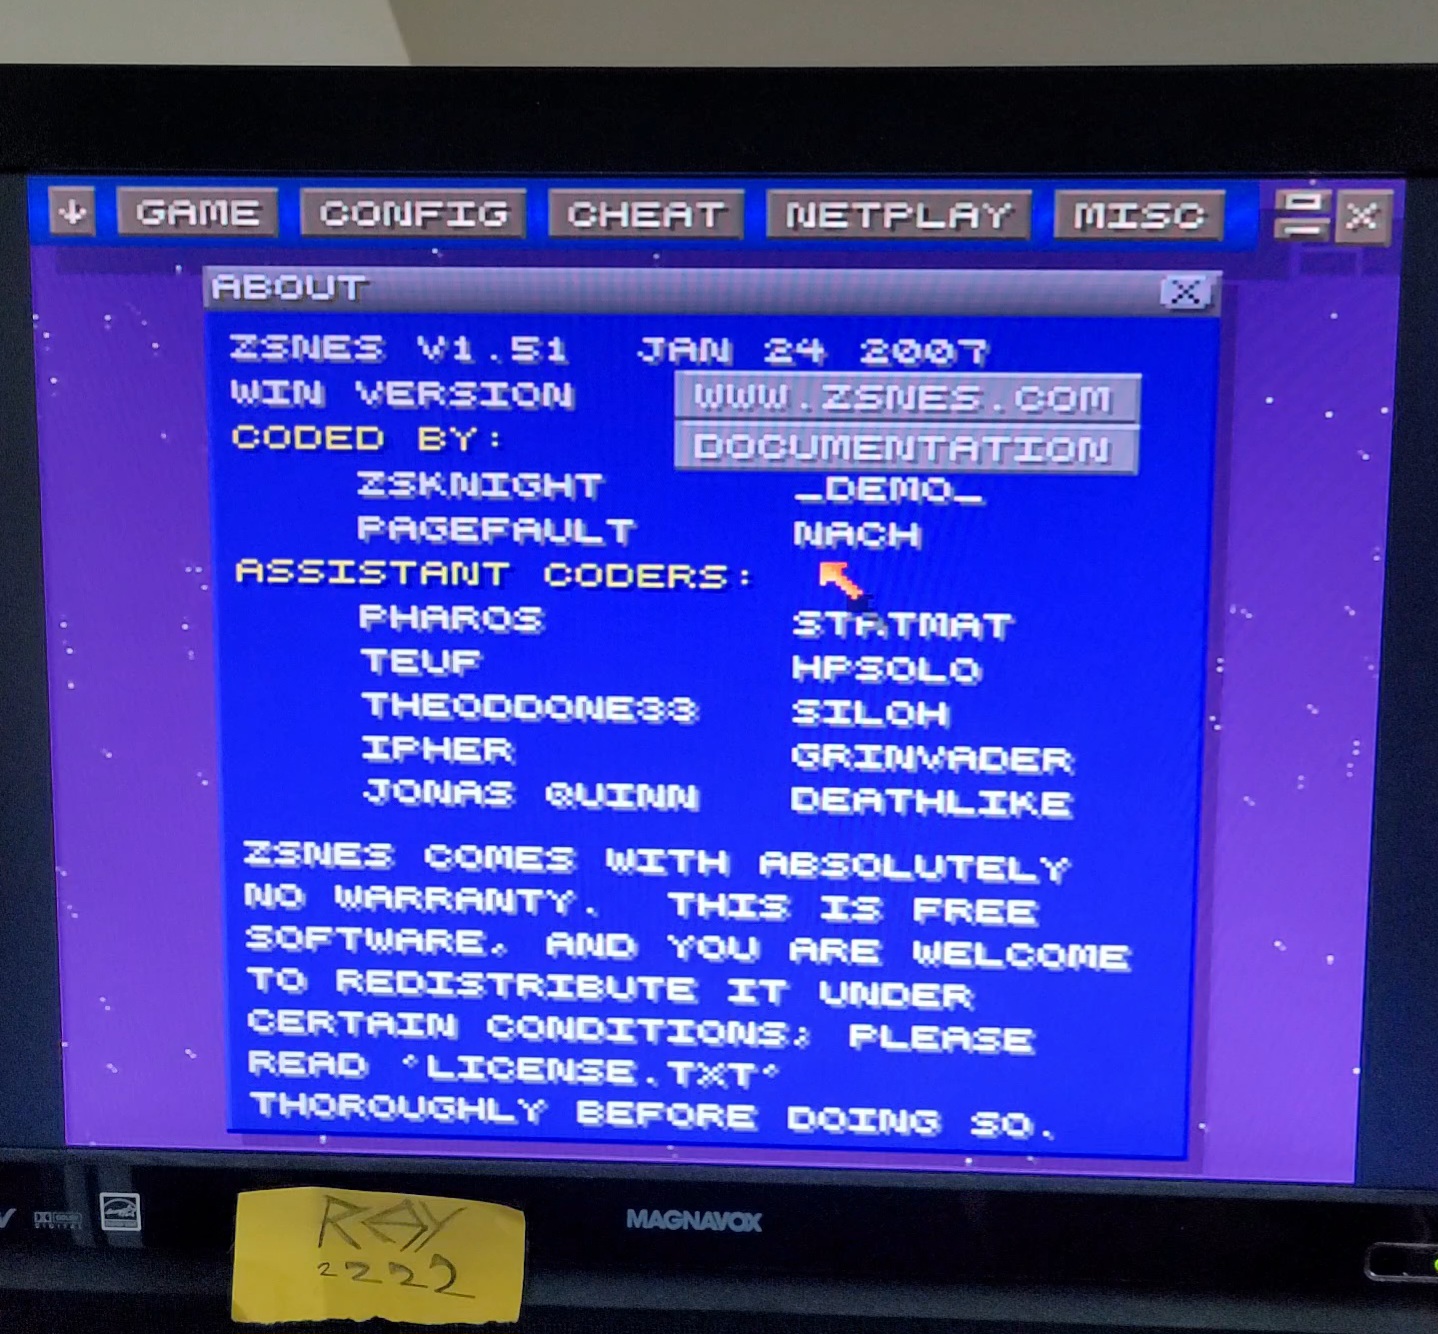 GAME CONFIG CHEAT NETPLAY MISC X
ABOUT X
ZSNES V1.51 JAN 24 2007
WIN VERSION WWW.ZSNES.COM
CODED BY: DOCUMENTATION
ZSKNIGHT _DEMO_
PAGEFAULT NACH
ASSISTANT CODERS:
PHAROS STATMAT
TEUF HPSOLO
THEODDONE33 SILOH
IPHER GRINVADER
JONAS QUINN DEATHLIKE
ZSNES COMES WITH ABSOLUTELY
NO WARRANTY. THIS IS FREE
SOFTWARE, AND YOU ARE WELCOME
TO REDISTRIBUTE IT UNDER
CERTAIN CONDITIONS; PLEASE
READ 'LICENSE.TXT'
THOROUGHLY BEFORE DOING SO.
MAGNAVOX
RAY
2222